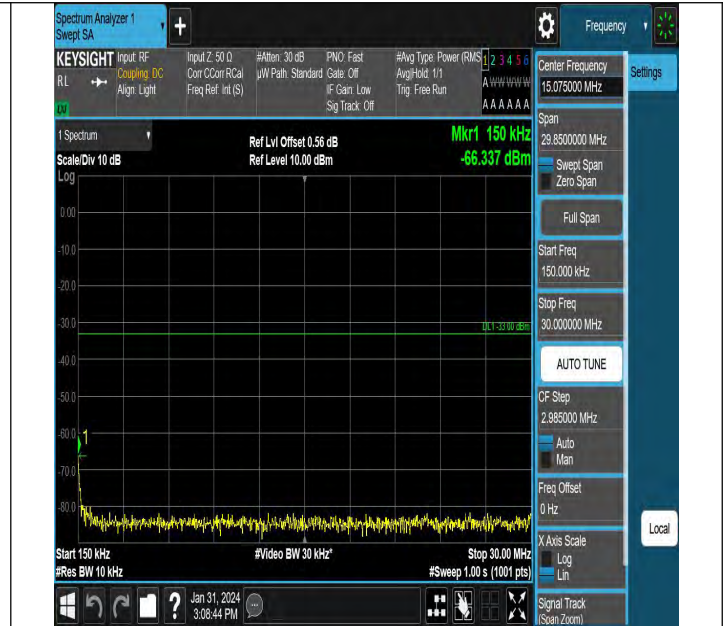 Spectrum Analyzer 1
Swept SA
+
Frequency
KEYSIGHT
RL
Input: RF
Coupling: DC
Align: Light
Input Z: 50 Ω
Corr CCorr RCal
Freq Ref: Int (S)
#Atten: 30 dB
µW Path: Standard
PNO: Fast
Gate: Off
IF Gain: Low
Sig Track: Off
#Avg Type: Power (RMS
Avg|Hold: 1/1
Trig: Free Run
1 2 3 4 5 6
A W W W W W
A A A A A A
1 Spectrum
Scale/Div 10 dB
Log
Ref Lvl Offset 0.56 dB
Ref Level 10.00 dBm
Mkr1 150 kHz
-66.337 dBm
0.00
-10.0
-20.0
-30.0
DL1 -33.00 dBm
-40.0
-50.0
-60.0
1
-70.0
-80.0
Start 150 kHz
#Res BW 10 kHz
#Video BW 30 kHz*
Stop 30.00 MHz
#Sweep 1.00 s (1001 pts)
?
Jan 31, 2024
3:08:44 PM
Center Frequency
15.075000 MHz
Settings
Span
29.8500000 MHz
Swept Span
Zero Span
Full Span
Start Freq
150.000 kHz
Stop Freq
30.000000 MHz
AUTO TUNE
CF Step
2.985000 MHz
Auto
Man
Freq Offset
0 Hz
X Axis Scale
Log
Lin
Local
Signal Track
(Span Zoom)